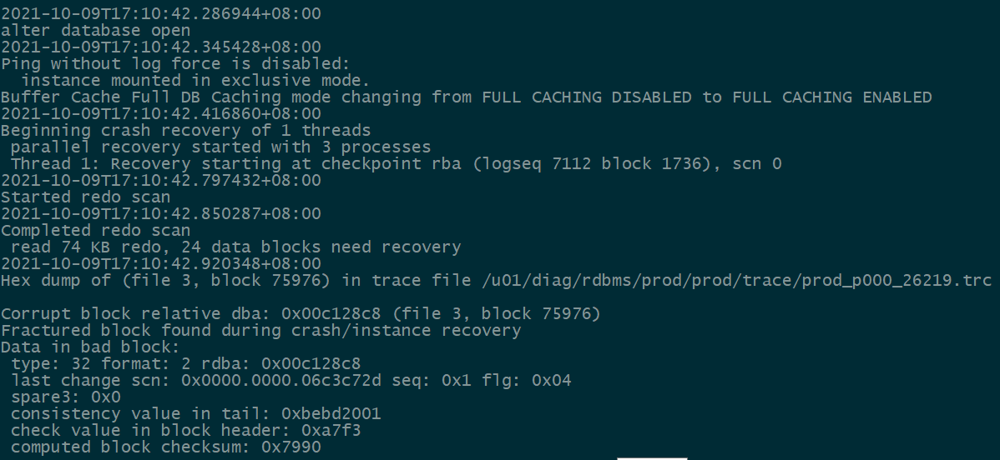 2021-10-09T17:10:42.286944+08:00
alter database open
2021-10-09T17:10:42.345428+08:00
Ping without log force is disabled:
  instance mounted in exclusive mode.
Buffer Cache Full DB Caching mode changing from FULL CACHING DISABLED to FULL CACHING ENABLED
2021-10-09T17:10:42.416860+08:00
Beginning crash recovery of 1 threads
 parallel recovery started with 3 processes
 Thread 1: Recovery starting at checkpoint rba (logseq 7112 block 1736), scn 0
2021-10-09T17:10:42.797432+08:00
Started redo scan
2021-10-09T17:10:42.850287+08:00
Completed redo scan
 read 74 KB redo, 24 data blocks need recovery
2021-10-09T17:10:42.920348+08:00
Hex dump of (file 3, block 75976) in trace file /u01/diag/rdbms/prod/prod/trace/prod_p000_26219.trc

Corrupt block relative dba: 0x00c128c8 (file 3, block 75976)
Fractured block found during crash/instance recovery
Data in bad block:
 type: 32 format: 2 rdba: 0x00c128c8
 last change scn: 0x0000.0000.06c3c72d seq: 0x1 flg: 0x04
 spare3: 0x0
 consistency value in tail: 0xbebd2001
 check value in block header: 0xa7f3
 computed block checksum: 0x7990